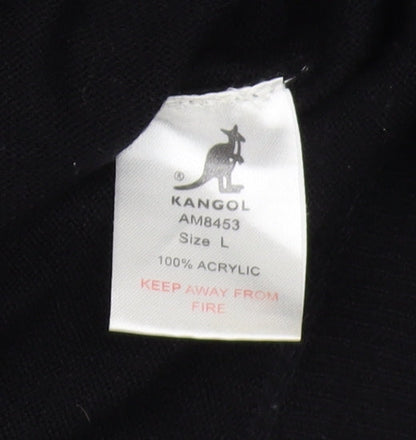 ®
KANGOL
AM8453
Size L
100% ACRYLIC
KEEP AWAY FROM
FIRE